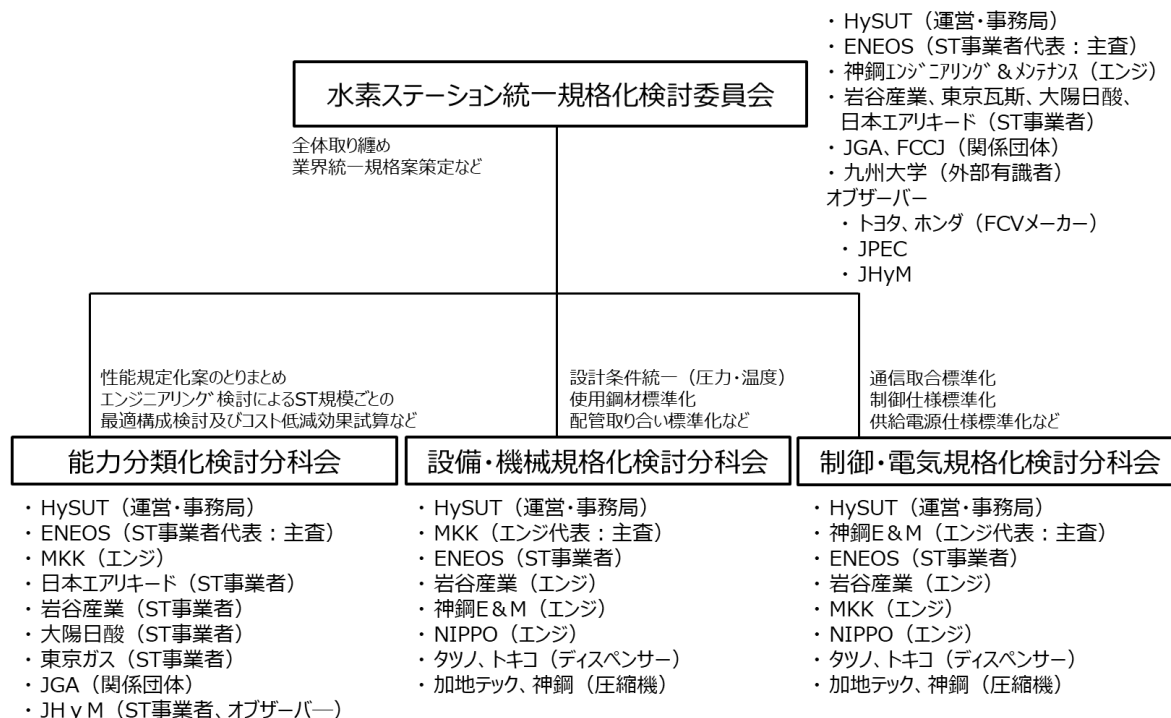 水素ステーション統一規格化検討委員会
全体取り纏め
業界統一規格案策定など
・HySUT（運営・事務局）
・ENEOS（ST事業者代表：主査）
・神鋼ｴﾝｼﾞﾆｱﾘﾝｸﾞ＆ﾒﾝﾃﾅﾝｽ（エンジ）
・岩谷産業、東京瓦斯、大陽日酸、
日本エアリキード（ST事業者）
・JGA、FCCJ（関係団体）
・九州大学（外部有識者）
オブザーバー
・トヨタ、ホンダ（FCVメーカー）
・JPEC
・JHyM
性能規定化案のとりまとめ
エンジニアリング検討によるST規模ごとの
最適構成検討及びコスト低減効果試算など
能力分類化検討分科会
・HySUT（運営・事務局）
・ENEOS（ST事業者代表：主査）
・MKK（エンジ）
・日本エアリキード（ST事業者）
・岩谷産業（ST事業者）
・大陽日酸（ST事業者）
・東京ガス（ST事業者）
・JGA（関係団体）
・JHｙM（ST事業者、オブザーバ―）
設計条件統一（圧力・温度）
使用鋼材標準化
配管取り合い標準化など
設備・機械規格化検討分科会
・HySUT（運営・事務局）
・MKK（エンジ代表：主査）
・ENEOS（ST事業者）
・岩谷産業（エンジ）
・神鋼E＆M（エンジ）
・NIPPO（エンジ）
・タツノ、トキコ（ディスペンサー）
・加地テック、神鋼（圧縮機）
通信取合標準化
制御仕様標準化
供給電源仕様標準化など
制御・電気規格化検討分科会
・HySUT（運営・事務局）
・神鋼E＆M（エンジ代表：主査）
・ENEOS（ST事業者）
・岩谷産業（エンジ）
・MKK（エンジ）
・NIPPO（エンジ）
・タツノ、トキコ（ディスペンサー）
・加地テック、神鋼（圧縮機）